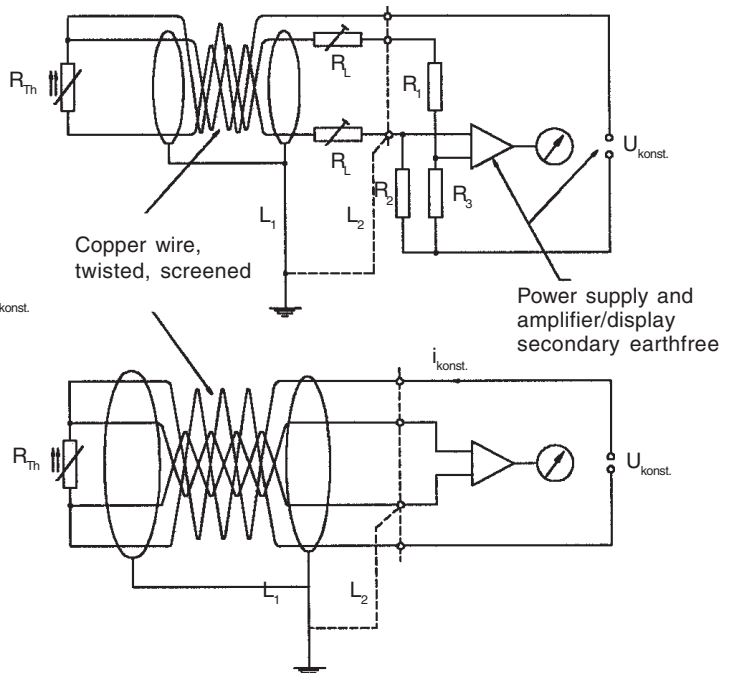 R_Th
R_L
R_1
R_L
R_2
R_3
U_konst.
L_1
L_2
Copper wire,
twisted, screened
Power supply and
amplifier/display
secondary earthfree
konst.
i_konst.
R_Th
U_konst.
L_1
L_2